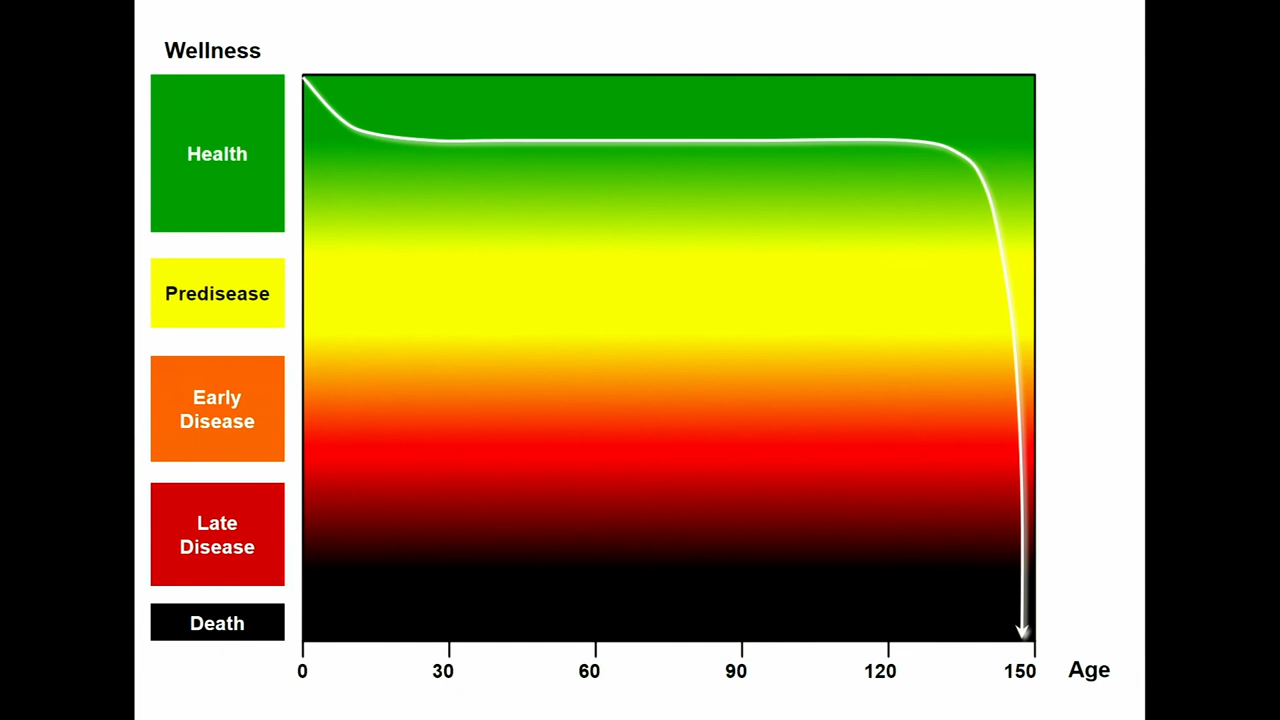 Wellness
Health
Predisease
Early
Disease
Late
Disease
Death
0 30 60 90 120 150 Age